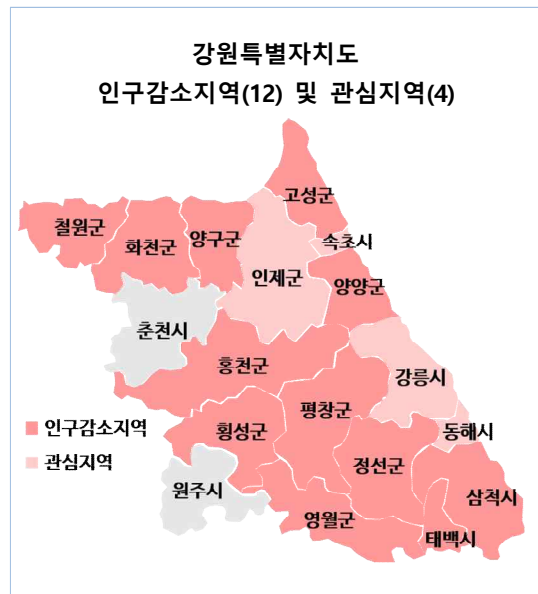 강원특별자치도
인구감소지역(12) 및 관심지역(4)
고성군
철원군
화천군
양구군
속초시
인제군
양양군
춘천시
홍천군
강릉시
평창군
인구감소지역
횡성군
동해시
관심지역
정선군
원주시
삼척시
영월군
태백시